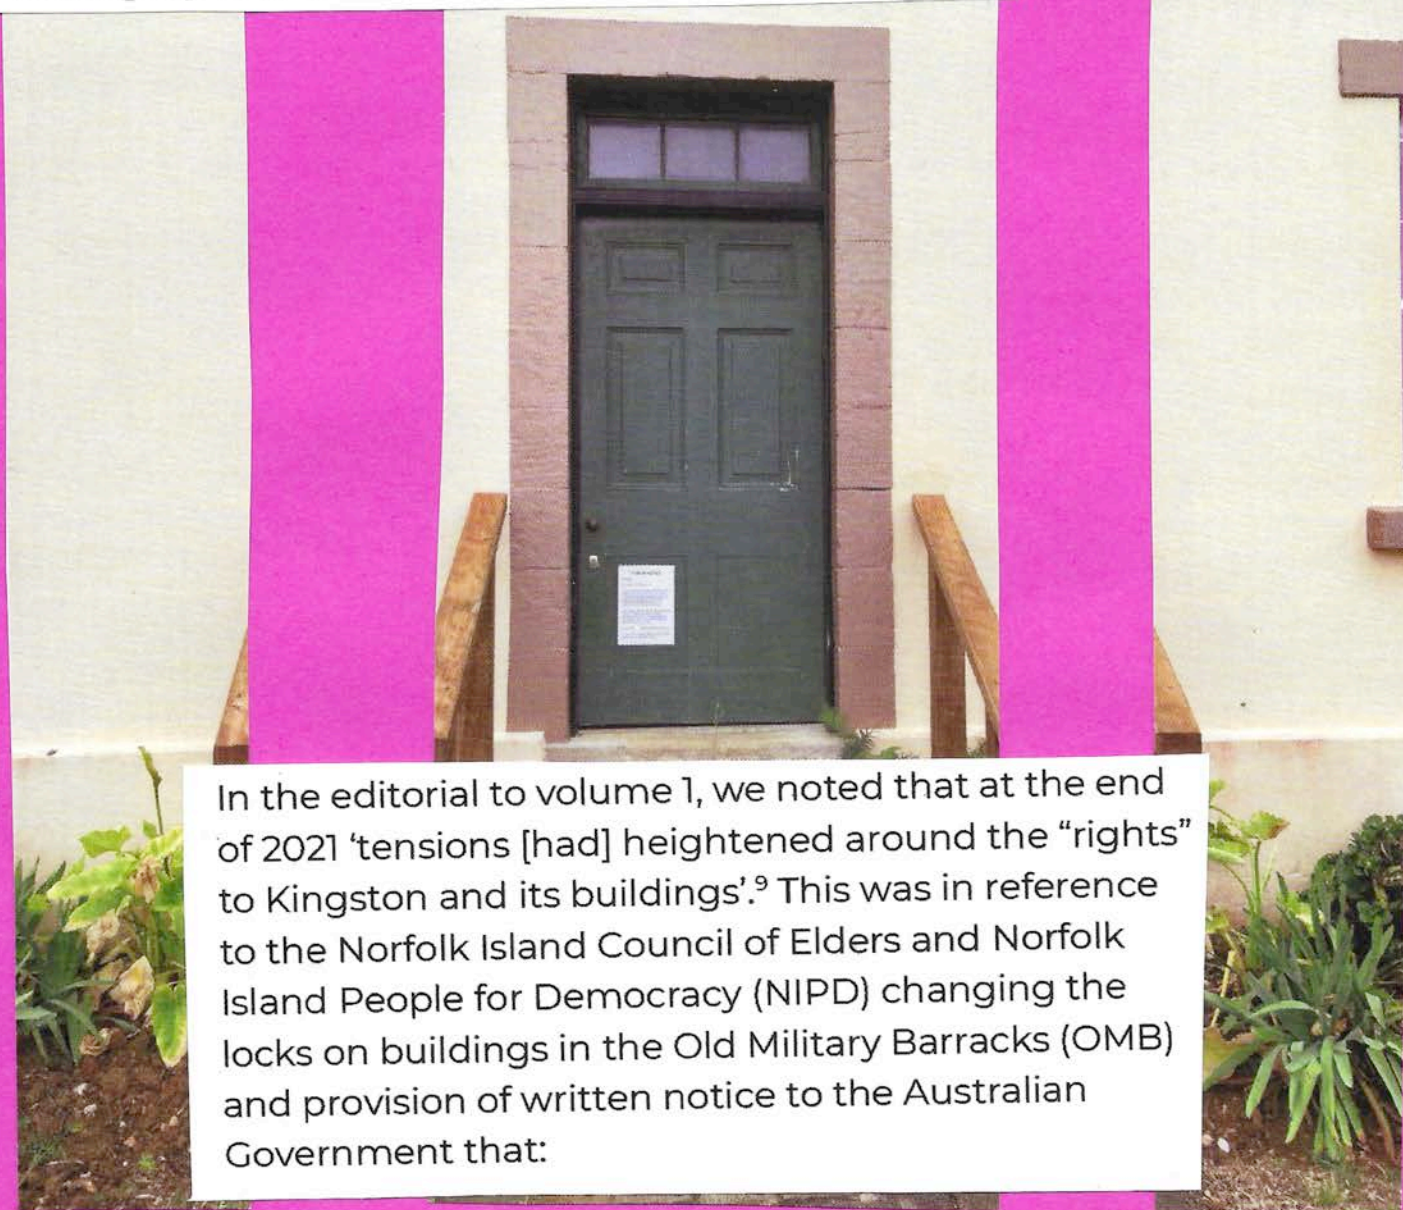 In the editorial to volume 1, we noted that at the end
of 2021 ‘tensions [had] heightened around the “rights”
to Kingston and its buildings’.⁹ This was in reference
to the Norfolk Island Council of Elders and Norfolk
Island People for Democracy (NIPD) changing the
locks on buildings in the Old Military Barracks (OMB)
and provision of written notice to the Australian
Government that: